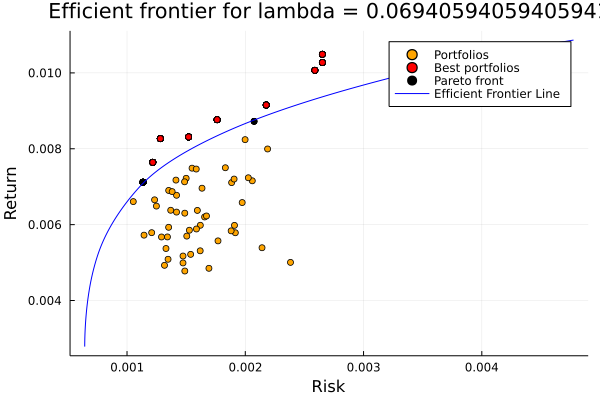 Efficient frontier for lambda = 0.0694059405940594
Portfolios
Best portfolios
Pareto front
Efficient Frontier Line
0.010
0.008
0.006
0.004
Return
0.001
0.002
0.003
0.004
Risk